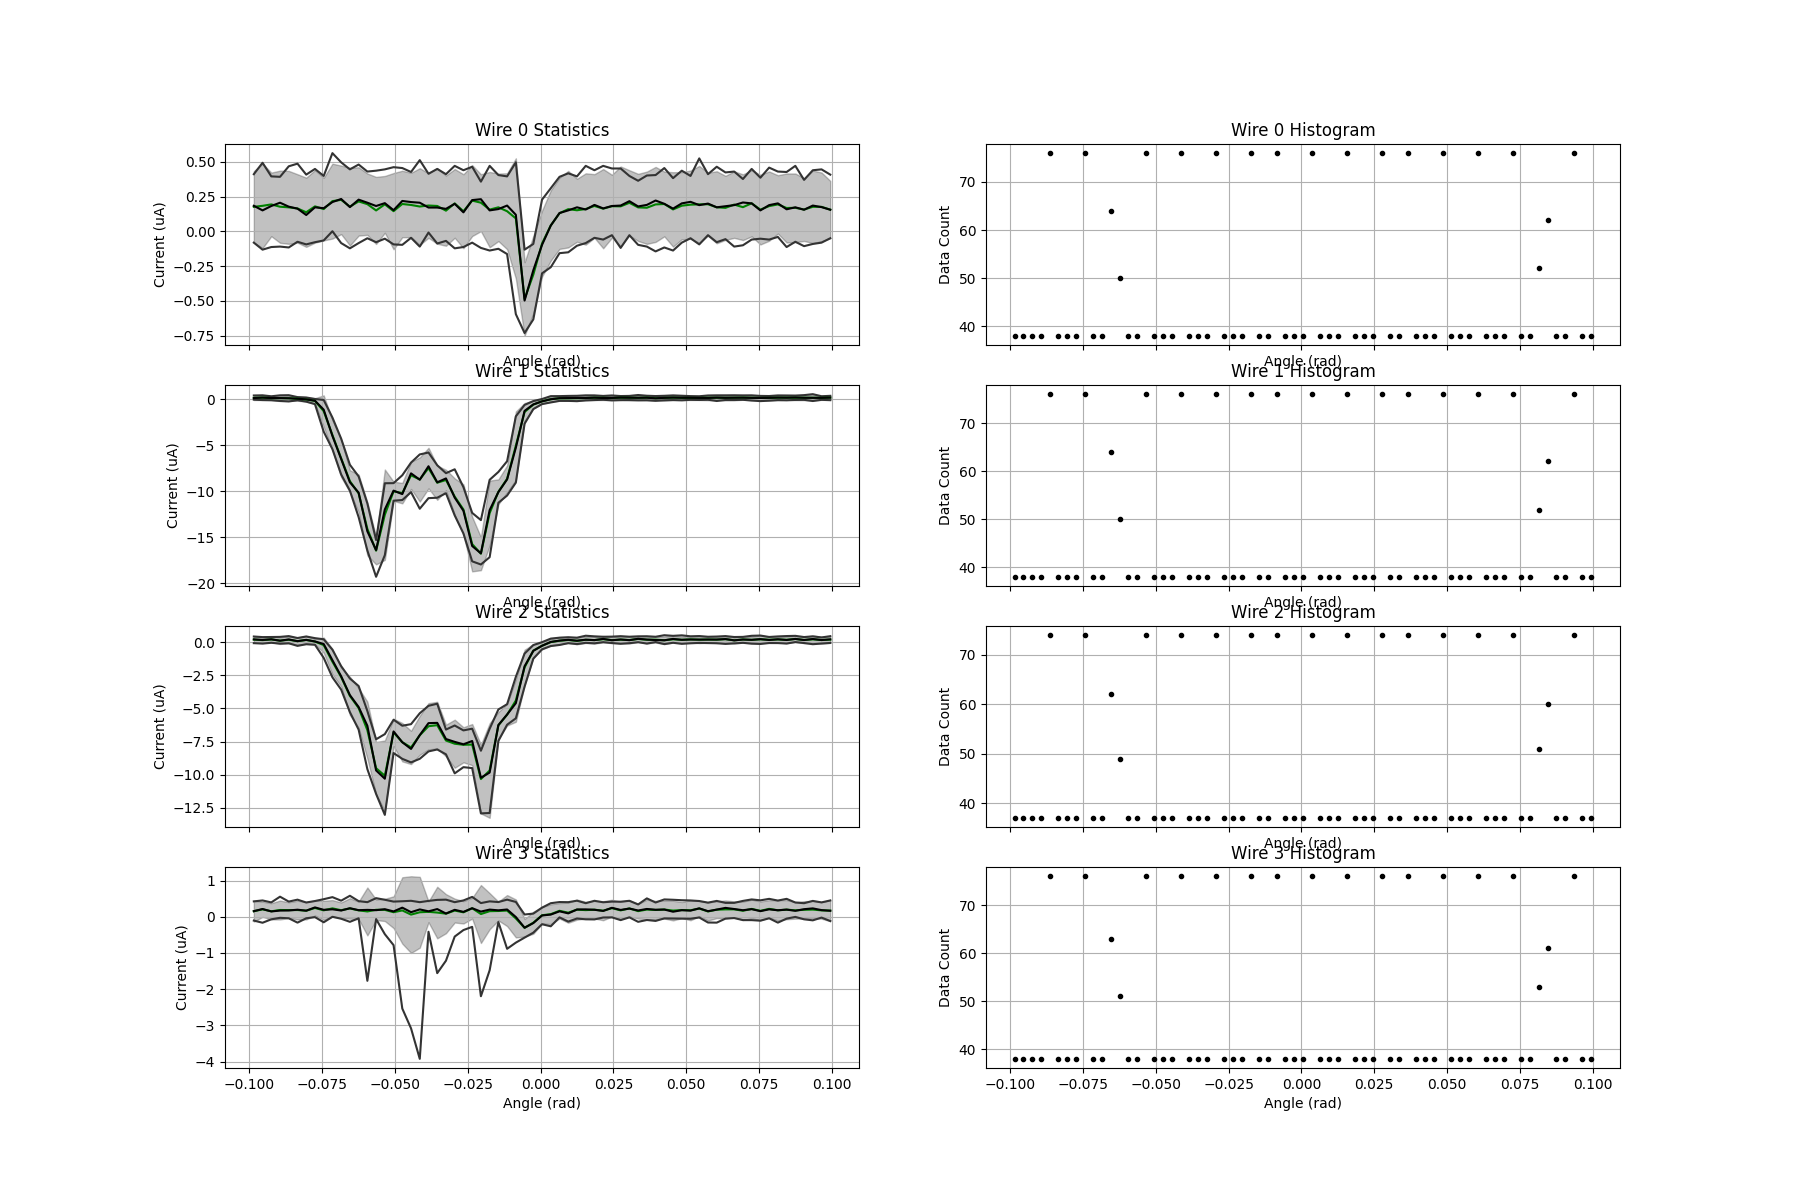 Wire 0 Statistics
Wire 0 Histogram
Current (uA)
0.50
0.25
0.00
−0.25
−0.50
−0.75
Angle (rad)
Data Count
70
60
50
40
Angle (rad)
Wire 1 Statistics
Wire 1 Histogram
Current (uA)
0
−5
−10
−15
−20
Angle (rad)
Data Count
70
60
50
40
Angle (rad)
Wire 2 Statistics
Wire 2 Histogram
Current (uA)
0.0
−2.5
−5.0
−7.5
−10.0
−12.5
Angle (rad)
Data Count
70
60
50
40
Angle (rad)
Wire 3 Statistics
Wire 3 Histogram
Current (uA)
1
0
−1
−2
−3
−4
−0.100 −0.075 −0.050 −0.025 0.000 0.025 0.050 0.075 0.100
Angle (rad)
Data Count
70
60
50
40
−0.100 −0.075 −0.050 −0.025 0.000 0.025 0.050 0.075 0.100
Angle (rad)